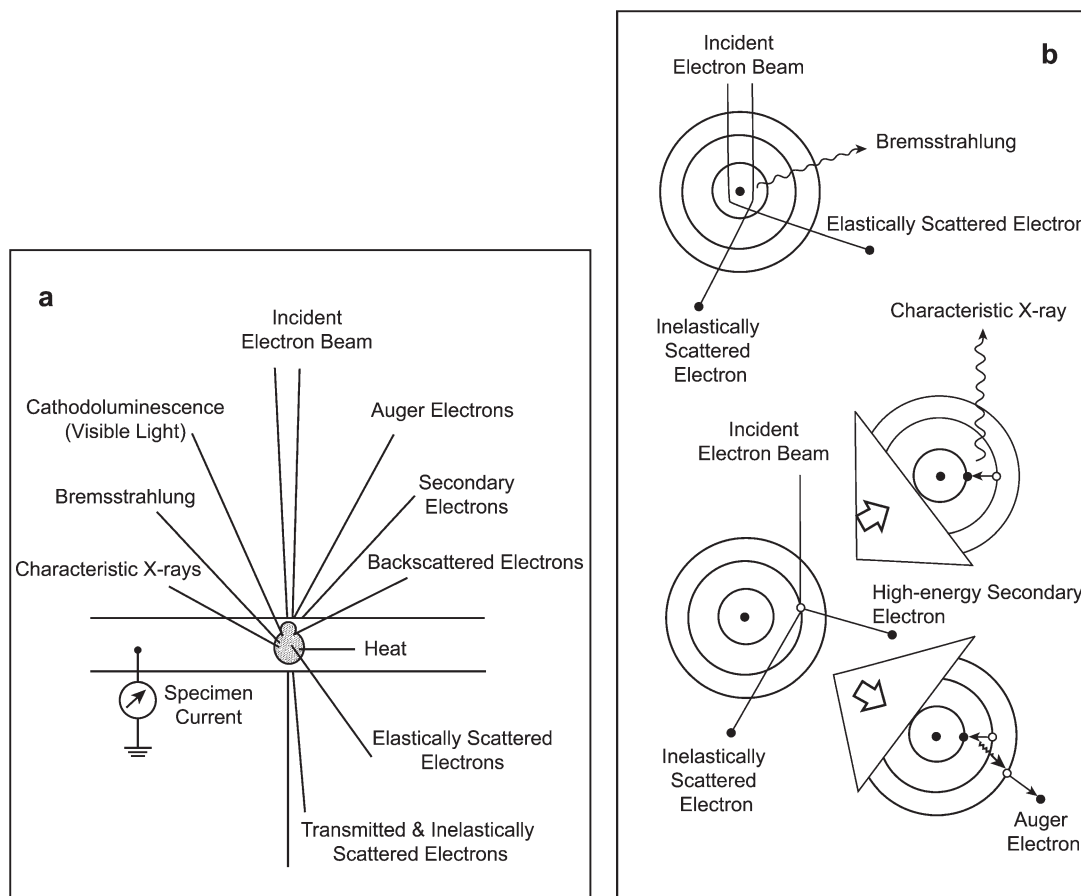 a
Incident
Electron Beam
Cathodoluminescence
(Visible Light)
Auger Electrons
Bremsstrahlung
Secondary
Electrons
Characteristic X-rays
Backscattered Electrons
Heat
Specimen
Current
Elastically Scattered
Electrons
Transmitted & Inelastically
Scattered Electrons
b
Incident
Electron Beam
Bremsstrahlung
Elastically Scattered Electron
Inelastically
Scattered
Electron
Characteristic X-ray
Incident
Electron Beam
High-energy Secondary
Electron
Inelastically
Scattered
Electron
Auger
Electron